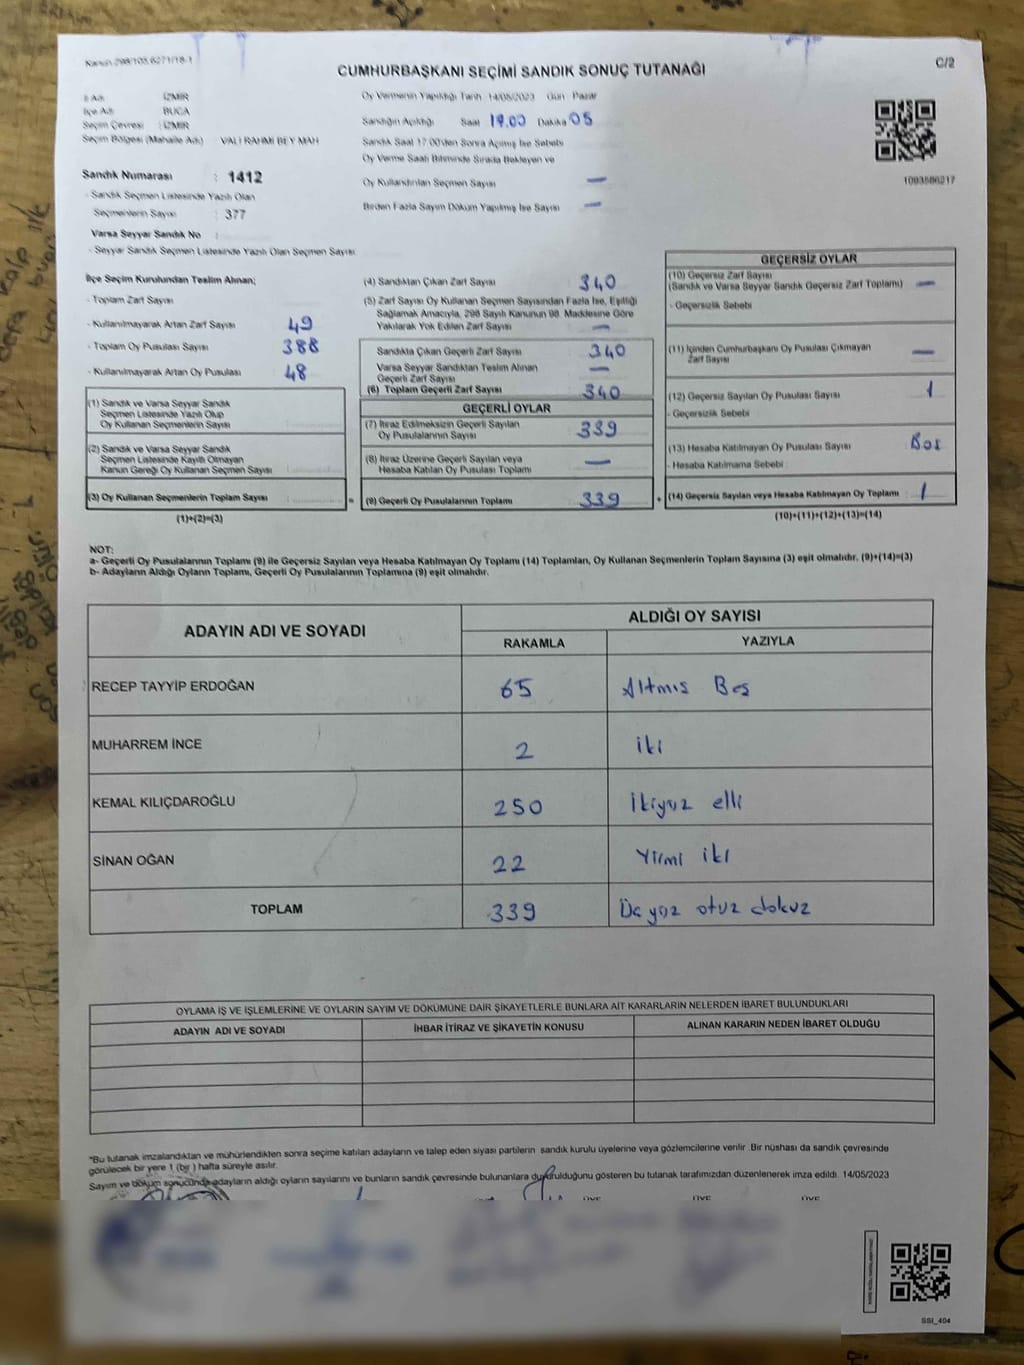 Kanun 298/105,6271/18-1
CUMHURBAŞKANI SEÇİMİ SANDIK SONUÇ TUTANAĞI
C/2
İl Adı : İZMİR
İlçe Adı : BUCA
Seçim Çevresi : İZMİR
Seçim Bölgesi (Mahalle Adı) : VALİ RAHMİ BEY MAH
Sandık Numarası : 1412
- Sandık Seçmen Listesinde Yazılı Olan
Seçmenlerin Sayısı : 377
Varsa Seyyar Sandık No :
- Seyyar Sandık Seçmen Listesinde Yazılı Olan Seçmen Sayısı
Oy Vermenin Yapıldığı Tarih 14/05/2023 Gün Pazar
Sandığın Açıldığı Saat 19.00 Dakika 05
Sandık Saat 17.00'den Sonra Açılmış İse Sebebi
Oy Verme Saati Bitiminde Sırada Bekleyen ve
Oy Kullandırılan Seçmen Sayısı —
Birden Fazla Sayım Döküm Yapılmış İse Sayısı —
1093586217
İlçe Seçim Kurulundan Teslim Alınan;
- Toplam Zarf Sayısı
- Kullanılmayarak Artan Zarf Sayısı 49
- Toplam Oy Pusulası Sayısı 388
- Kullanılmayarak Artan Oy Pusulası 48
(1) Sandık ve Varsa Seyyar Sandık
Seçmen Listesinde Yazılı Olup
Oy Kullanan Seçmenlerin Sayısı
(2) Sandık ve Varsa Seyyar Sandık
Seçmen Listesinde Kayıtlı Olmayan
Kanun Gereği Oy Kullanan Seçmen Sayısı
(3) Oy Kullanan Seçmenlerin Toplam Sayısı =
(1)+(2)=(3)
(4) Sandıktan Çıkan Zarf Sayısı 340
(5) Zarf Sayısı Oy Kullanan Seçmen Sayısından Fazla İse, Eşitliği
Sağlamak Amacıyla, 298 Sayılı Kanunun 98. Maddesine Göre
Yakılarak Yok Edilen Zarf Sayısı —
Sandıkta Çıkan Geçerli Zarf Sayısı 340
Varsa Seyyar Sandıktan Teslim Alınan —
Geçerli Zarf Sayısı
(6) Toplam Geçerli Zarf Sayısı 340
GEÇERLİ OYLAR
(7) İtiraz Edilmeksizin Geçerli Sayılan
Oy Pusulalarının Sayısı 339
(8) İtiraz Üzerine Geçerli Sayılan veya
Hesaba Katılan Oy Pusulası Toplamı —
(9) Geçerli Oy Pusulalarının Toplamı 339 +
GEÇERSİZ OYLAR
(10) Geçersiz Zarf Sayısı
(Sandık ve Varsa Seyyar Sandık Geçersiz Zarf Toplamı) —
- Geçersizlik Sebebi
(11) İçinden Cumhurbaşkanı Oy Pusulası Çıkmayan
Zarf Sayısı —
(12) Geçersiz Sayılan Oy Pusulası Sayısı 1
- Geçersizlik Sebebi
(13) Hesaba Katılmayan Oy Pusulası Sayısı Boş
- Hesaba Katılmama Sebebi
(14) Geçersiz Sayılan veya Hesaba Katılmayan Oy Toplamı 1
(10)+(11)+(12)+(13)=(14)
NOT:
a- Geçerli Oy Pusulalarının Toplamı (9) ile Geçersiz Sayılan veya Hesaba Katılmayan Oy Toplamı (14) Toplamları, Oy Kullanan Seçmenlerin Toplam Sayısına (3) eşit olmalıdır. (9)+(14)=(3)
b- Adayların Aldığı Oyların Toplamı, Geçerli Oy Pusulalarının Toplamına (9) eşit olmalıdır.
ADAYIN ADI VE SOYADI
ALDIĞI OY SAYISI
RAKAMLA YAZIYLA
RECEP TAYYİP ERDOĞAN 65 Altmış Beş
MUHARREM İNCE 2 iki
KEMAL KILIÇDAROĞLU 250 İkiyüz elli
SİNAN OĞAN 22 Yirmi iki
TOPLAM 339 Üç yüz otuz dokuz
OYLAMA İŞ VE İŞLEMLERİNE VE OYLARIN SAYIM VE DÖKÜMÜNE DAİR ŞİKAYETLERLE BUNLARA AİT KARARLARIN NELERDEN İBARET BULUNDUKLARI
ADAYIN ADI VE SOYADI İHBAR İTİRAZ VE ŞİKAYETİN KONUSU ALINAN KARARIN NEDEN İBARET OLDUĞU
*Bu tutanak imzalandıktan ve mühürlendikten sonra seçime katılan adayların ve talep eden siyasi partilerin sandık kurulu üyelerine veya gözlemcilerine verilir. Bir nüshası da sandık çevresinde
görülecek bir yere 1 (bir) hafta süreyle asılır.
Sayım ve döküm sonucunda adayların aldığı oyların sayılarını ve bunların sandık çevresinde bulunanlara duyurulduğunu gösteren bu tutanak tarafımızdan düzenlenerek imza edildi. 14/05/2023
ÜYE ÜYE ÜYE
SSI_404